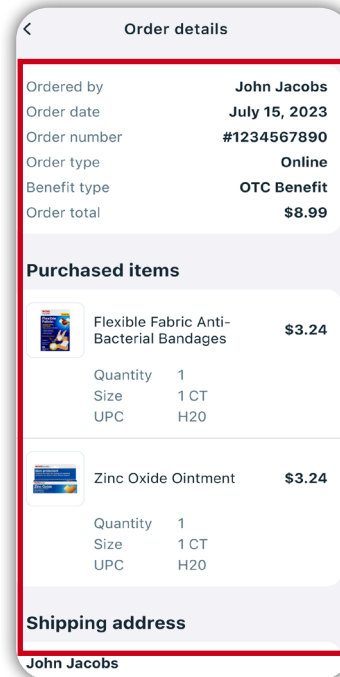 Order details
Ordered by John Jacobs
Order date July 15, 2023
Order number #1234567890
Order type Online
Benefit type OTC Benefit
Order total $8.99
Purchased items
Flexible Fabric Anti-
Bacterial Bandages $3.24
Quantity 1
Size 1 CT
UPC H20
Zinc Oxide Ointment $3.24
Quantity 1
Size 1 CT
UPC H20
Shipping address
John Jacobs